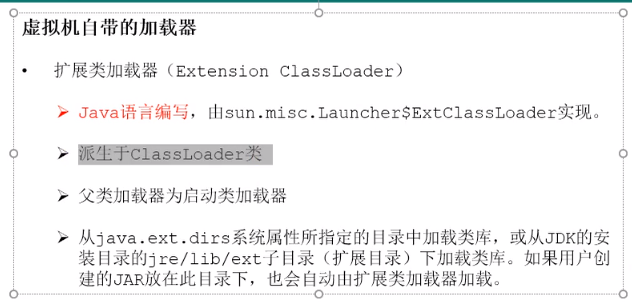 虚拟机自带的加载器
• 扩展类加载器（Extension ClassLoader）
➢ Java语言编写，由sun.misc.Launcher$ExtClassLoader实现。
➢ 派生于ClassLoader类
➢ 父类加载器为启动类加载器
➢ 从java.ext.dirs系统属性所指定的目录中加载类库，或从JDK的安
装目录的jre/lib/ext子目录（扩展目录）下加载类库。如果用户创
建的JAR放在此目录下，也会自动由扩展类加载器加载。